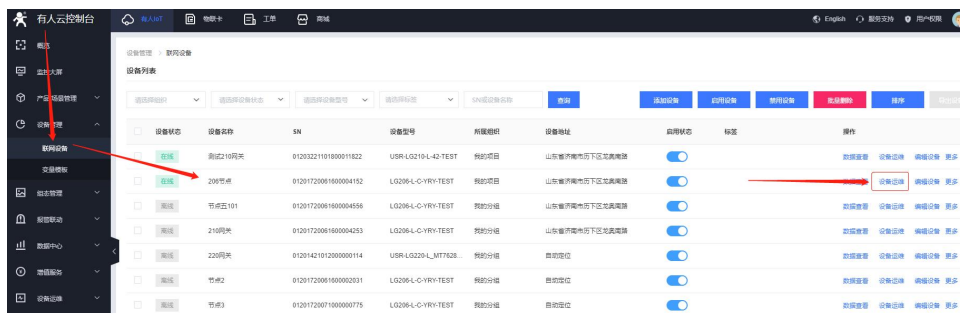 有人云控制台
有人IoT 物联卡 工单 商城 English 服务支持 用户权限
概览
监控大屏
产品/场景管理
设备管理
联网设备
变量模板
组态管理
报警联动
数据中心
增值服务
设备运维
设备管理 > 联网设备
设备列表
请选择组织 请选择设备状态 请选择设备型号 请选择标签 SN或设备名称 查询 添加设备 启用设备 禁用设备 批量删除 排序
设备状态 设备名称 SN 设备型号 所属组织 设备地址 启用状态 标签 操作
在线 测试210网关 01203221101800011822 USR-LG210-L-42-TEST 我的项目 山东省济南市历下区龙奥南路 数据查看 设备运维 编辑设备 更多
在线 206节点 01201720061600004152 LG206-L-C-YRY-TEST 我的项目 山东省济南市历下区龙奥南路 数据查看 设备运维 编辑设备 更多
离线 节点五101 01201720061600004556 LG206-L-C-YRY-TEST 我的分组 山东省济南市历下区龙奥南路 数据查看 设备运维 编辑设备 更多
离线 210网关 01201720061600004253 LG206-L-C-YRY-TEST 我的分组 山东省济南市历下区龙奥南路 数据查看 设备运维 编辑设备 更多
离线 220网关 01201421012000000114 USR-LG220-L_MT7628... 我的分组 自动定位 数据查看 设备运维 编辑设备 更多
离线 节点2 01201720061600002031 LG206-L-C-YRY-TEST 我的分组 自动定位 数据查看 设备运维 编辑设备 更多
离线 节点3 01201720071000000775 LG206-L-C-YRY-TEST 我的分组 自动定位 数据查看 设备运维 编辑设备 更多